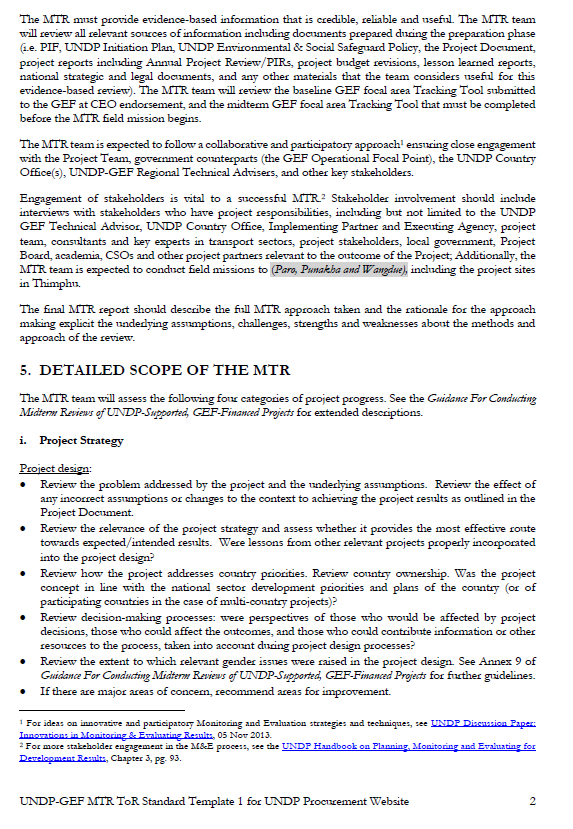 The MTR must provide evidence-based information that is credible, reliable and useful. The MTR team
will review all relevant sources of information including documents prepared during the preparation phase
(i.e. PIF, UNDP Initiation Plan, UNDP Environmental & Social Safeguard Policy, the Project Document,
project reports including Annual Project Review/PIRs, project budget revisions, lesson learned reports,
national strategic and legal documents, and any other materials that the team considers useful for this
evidence-based review). The MTR team will review the baseline GEF focal area Tracking Tool submitted
to the GEF at CEO endorsement, and the midterm GEF focal area Tracking Tool that must be completed
before the MTR field mission begins.
The MTR team is expected to follow a collaborative and participatory approach¹ ensuring close engagement
with the Project Team, government counterparts (the GEF Operational Focal Point), the UNDP Country
Office(s), UNDP-GEF Regional Technical Advisers, and other key stakeholders.
Engagement of stakeholders is vital to a successful MTR.² Stakeholder involvement should include
interviews with stakeholders who have project responsibilities, including but not limited to the UNDP
GEF Technical Advisor, UNDP Country Office, Implementing Partner and Executing Agency, project
team, consultants and key experts in transport sectors, project stakeholders, local government, Project
Board, academia, CSOs and other project partners relevant to the outcome of the Project; Additionally, the
MTR team is expected to conduct field missions to (Paro, Punakha and Wangdue), including the project sites
in Thimphu.
The final MTR report should describe the full MTR approach taken and the rationale for the approach
making explicit the underlying assumptions, challenges, strengths and weaknesses about the methods and
approach of the review.
5. DETAILED SCOPE OF THE MTR
The MTR team will assess the following four categories of project progress. See the Guidance For Conducting
Midterm Reviews of UNDP-Supported, GEF-Financed Projects for extended descriptions.
i. Project Strategy
Project design:
• Review the problem addressed by the project and the underlying assumptions. Review the effect of
any incorrect assumptions or changes to the context to achieving the project results as outlined in the
Project Document.
• Review the relevance of the project strategy and assess whether it provides the most effective route
towards expected/intended results. Were lessons from other relevant projects properly incorporated
into the project design?
• Review how the project addresses country priorities. Review country ownership. Was the project
concept in line with the national sector development priorities and plans of the country (or of
participating countries in the case of multi-country projects)?
• Review decision-making processes: were perspectives of those who would be affected by project
decisions, those who could affect the outcomes, and those who could contribute information or other
resources to the process, taken into account during project design processes?
• Review the extent to which relevant gender issues were raised in the project design. See Annex 9 of
Guidance For Conducting Midterm Reviews of UNDP-Supported, GEF-Financed Projects for further guidelines.
• If there are major areas of concern, recommend areas for improvement.
¹ For ideas on innovative and participatory Monitoring and Evaluation strategies and techniques, see UNDP Discussion Paper:
Innovations in Monitoring & Evaluating Results, 05 Nov 2013.
² For more stakeholder engagement in the M&E process, see the UNDP Handbook on Planning, Monitoring and Evaluating for
Development Results, Chapter 3, pg. 93.
UNDP-GEF MTR ToR Standard Template 1 for UNDP Procurement Website 2